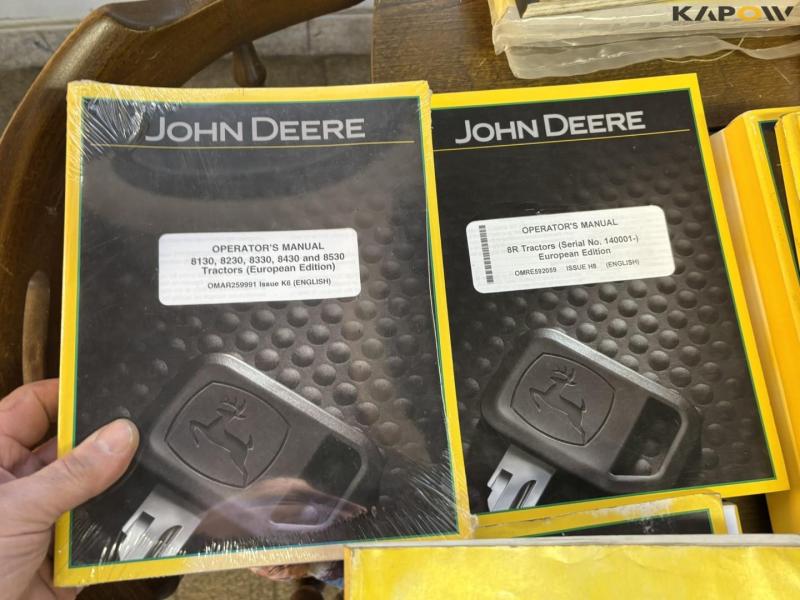 KAPOW
JOHN DEERE
OPERATOR'S MANUAL
8130, 8230, 8330, 8430 and 8530
Tractors (European Edition)
OMAR259991 Issue K6 (ENGLISH)
JOHN DEERE
OPERATOR'S MANUAL
8R Tractors (Serial No. 140001-)
European Edition
OMRE592059 ISSUE H8 (ENGLISH)